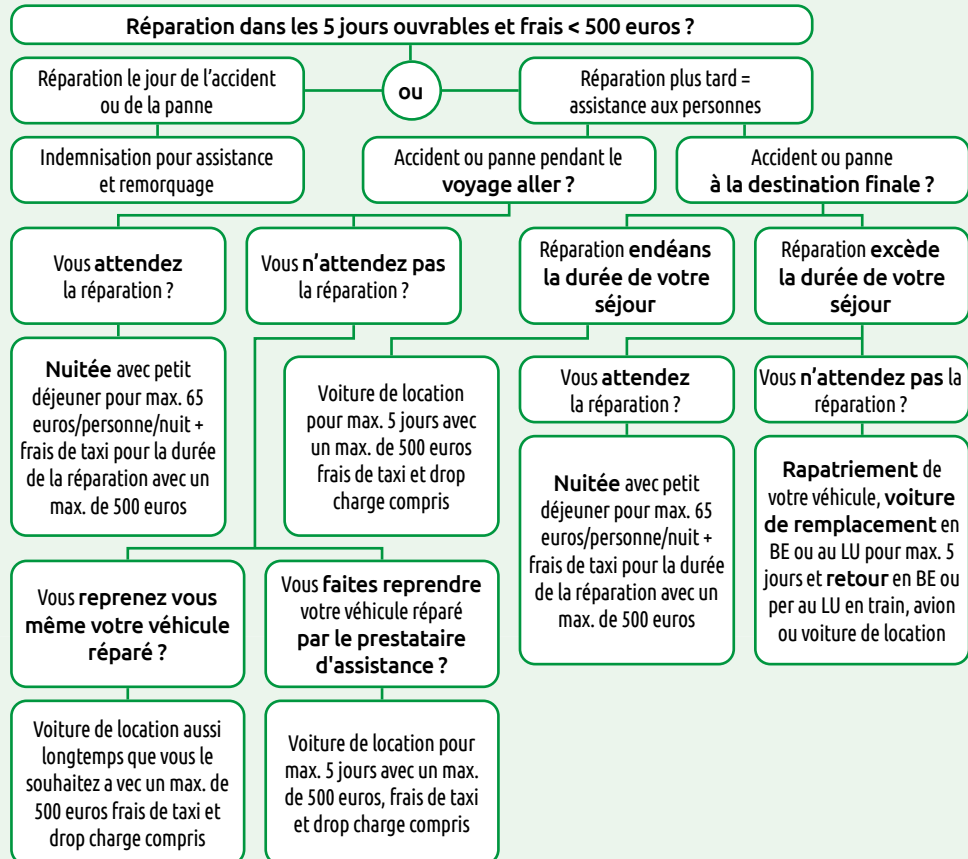 Réparation dans les 5 jours ouvrables et frais < 500 euros ?
Réparation le jour de l'accident
ou de la panne
ou
Réparation plus tard =
assistance aux personnes
Indemnisation pour assistance
et remorquage
Accident ou panne pendant le
voyage aller ?
Accident ou panne
à la destination finale ?
Vous attendez
la réparation ?
Vous n'attendez pas
la réparation ?
Réparation endéans
la durée de votre
séjour
Réparation excède
la durée de votre
séjour
Nuitée avec petit
déjeuner pour max. 65
euros/personne/nuit +
frais de taxi pour la durée
de la réparation avec un
max. de 500 euros
Voiture de location
pour max. 5 jours avec
un max. de 500 euros
frais de taxi et drop
charge compris
Vous attendez
la réparation ?
Vous n'attendez pas la
réparation ?
Nuitée avec petit
déjeuner pour max. 65
euros/personne/nuit +
frais de taxi pour la durée
de la réparation avec un
max. de 500 euros
Rapatriement de
votre véhicule, voiture
de remplacement en
BE ou au LU pour max. 5
jours et retour en BE ou
per au LU en train, avion
ou voiture de location
Vous reprenez vous
même votre véhicule
réparé ?
Vous faites reprendre
votre véhicule réparé
par le prestataire
d'assistance ?
Voiture de location aussi
longtemps que vous le
souhaitez a vec un max. de
500 euros frais de taxi et
drop charge compris
Voiture de location pour
max. 5 jours avec un max.
de 500 euros, frais de taxi
et drop charge compris